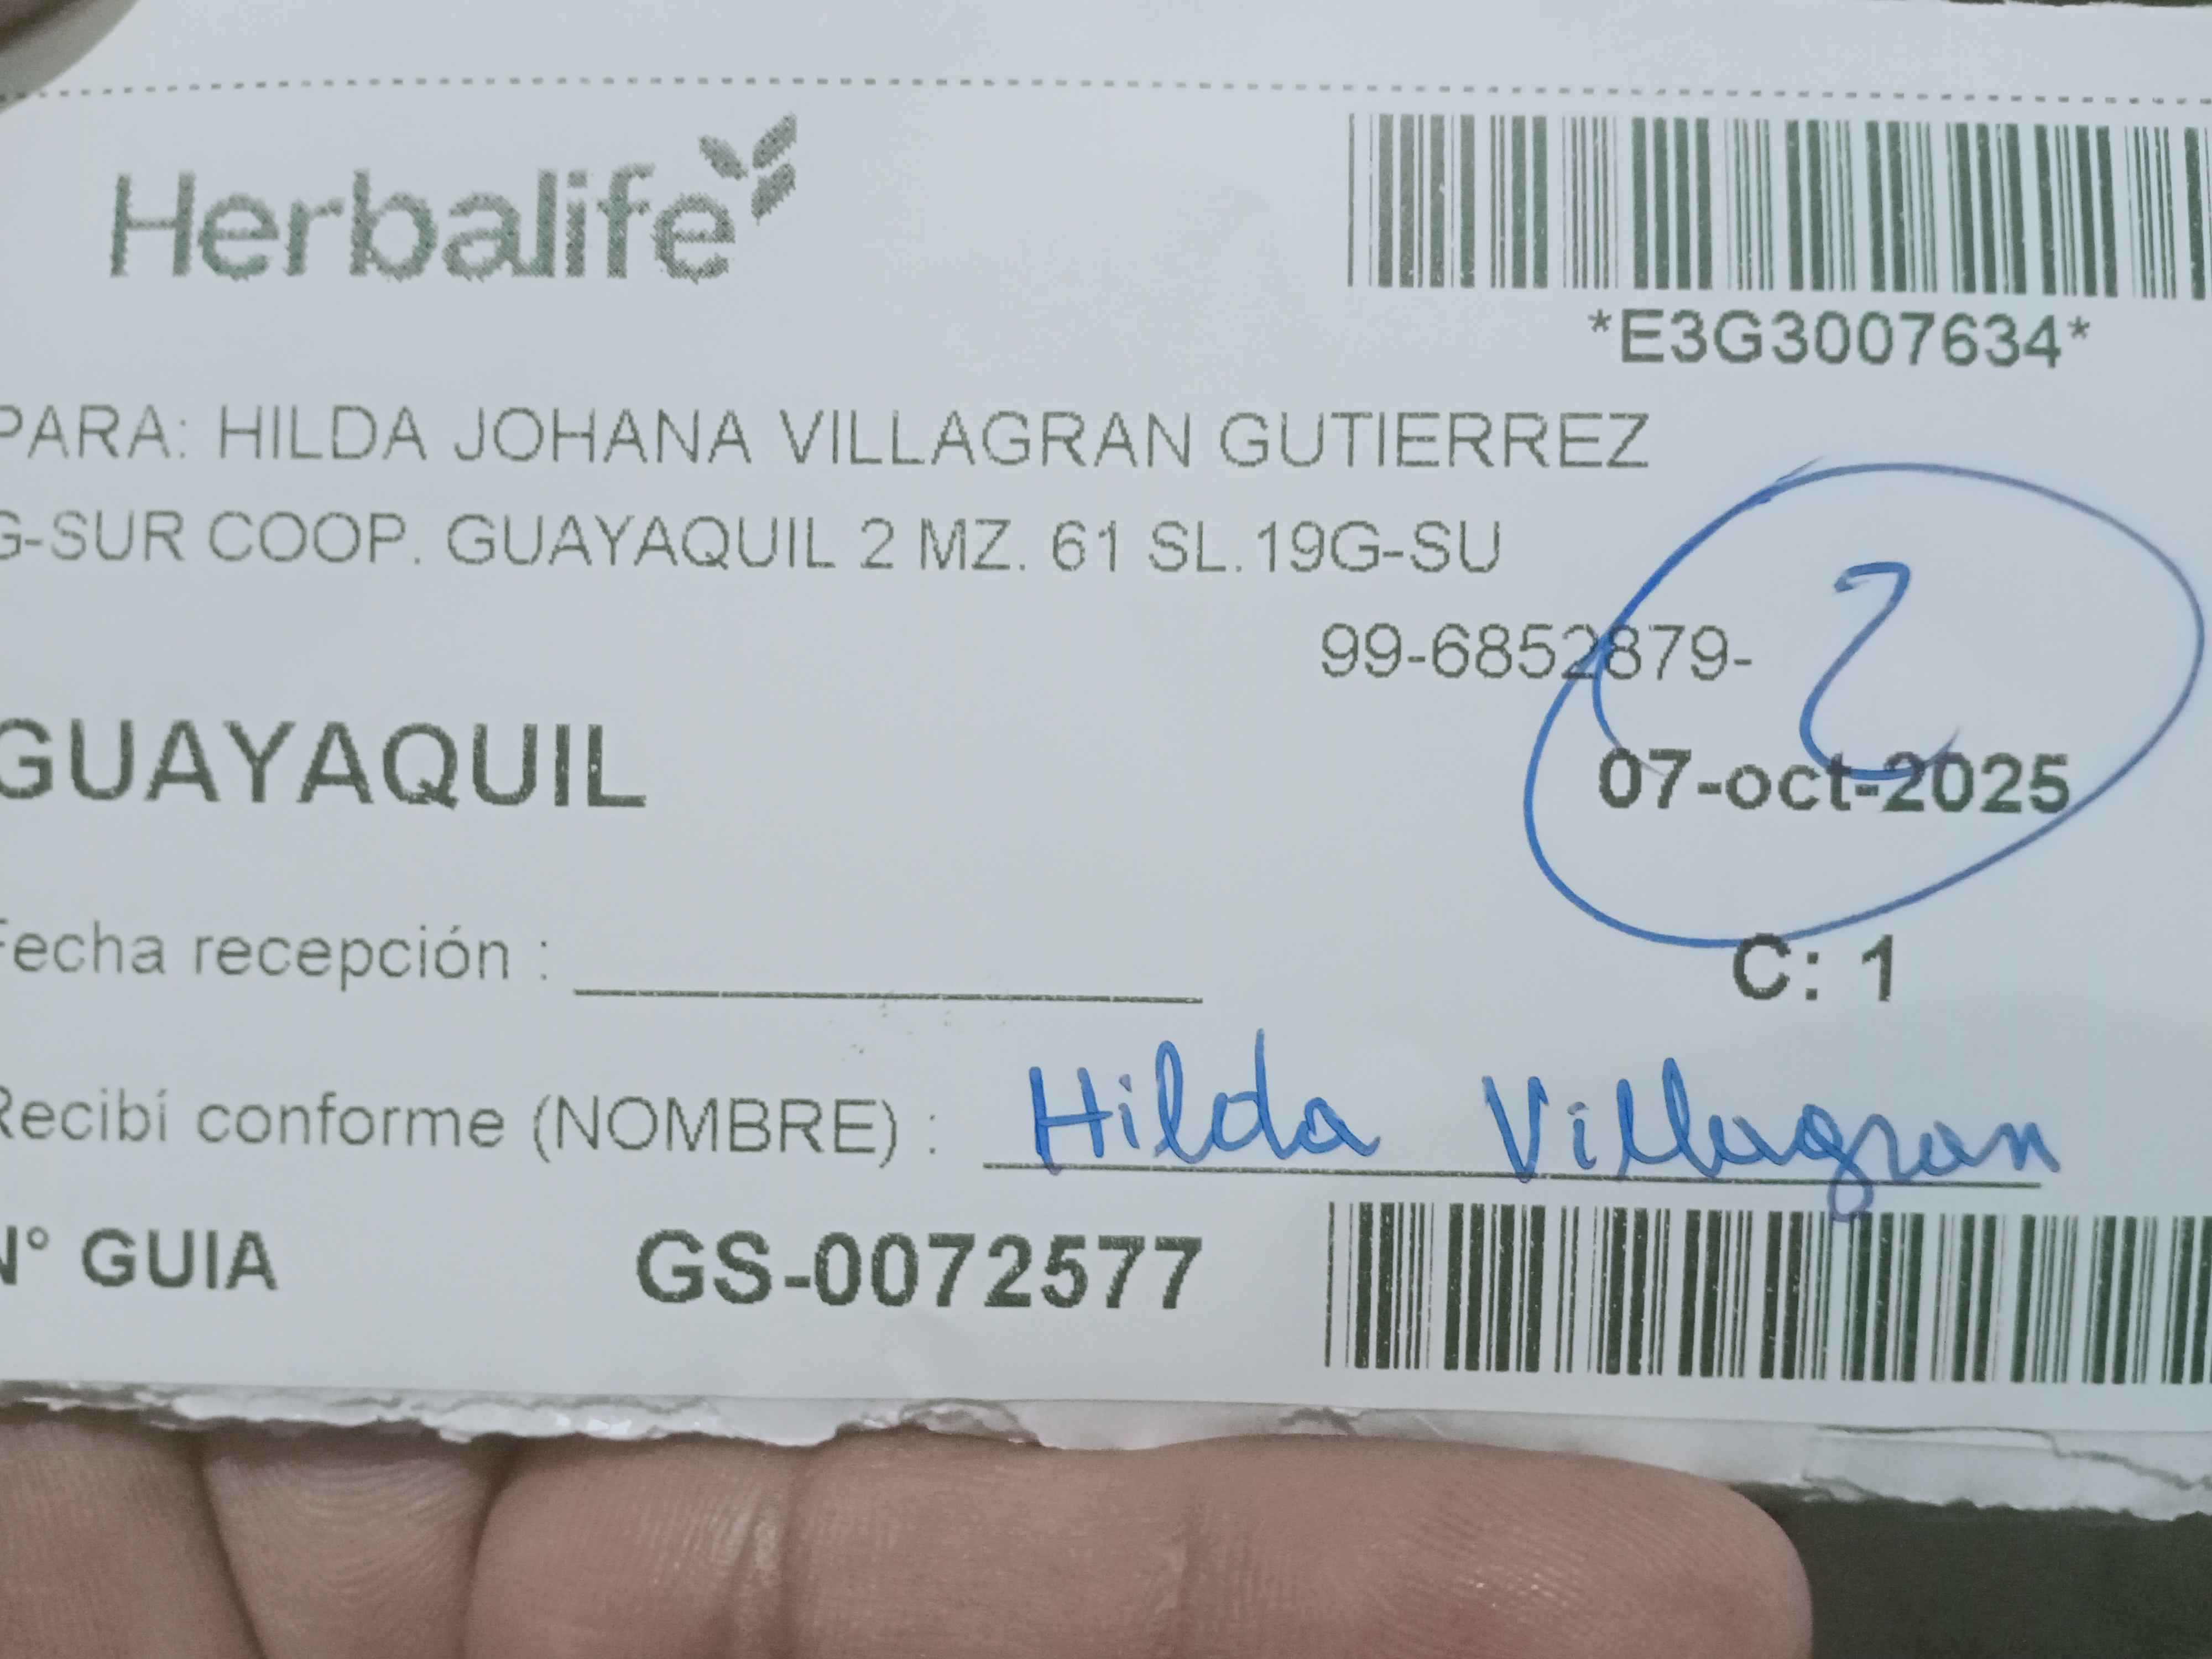 Herbalife
*E3G3007634*
PARA: HILDA JOHANA VILLAGRAN GUTIERREZ
G-SUR COOP. GUAYAQUIL 2 MZ. 61 SL.19G-SU
99-6852879-
2
GUAYAQUIL
07-oct-2025
Fecha recepción :
C: 1
Recibí conforme (NOMBRE) : Hilda Villagran
N° GUIA GS-0072577